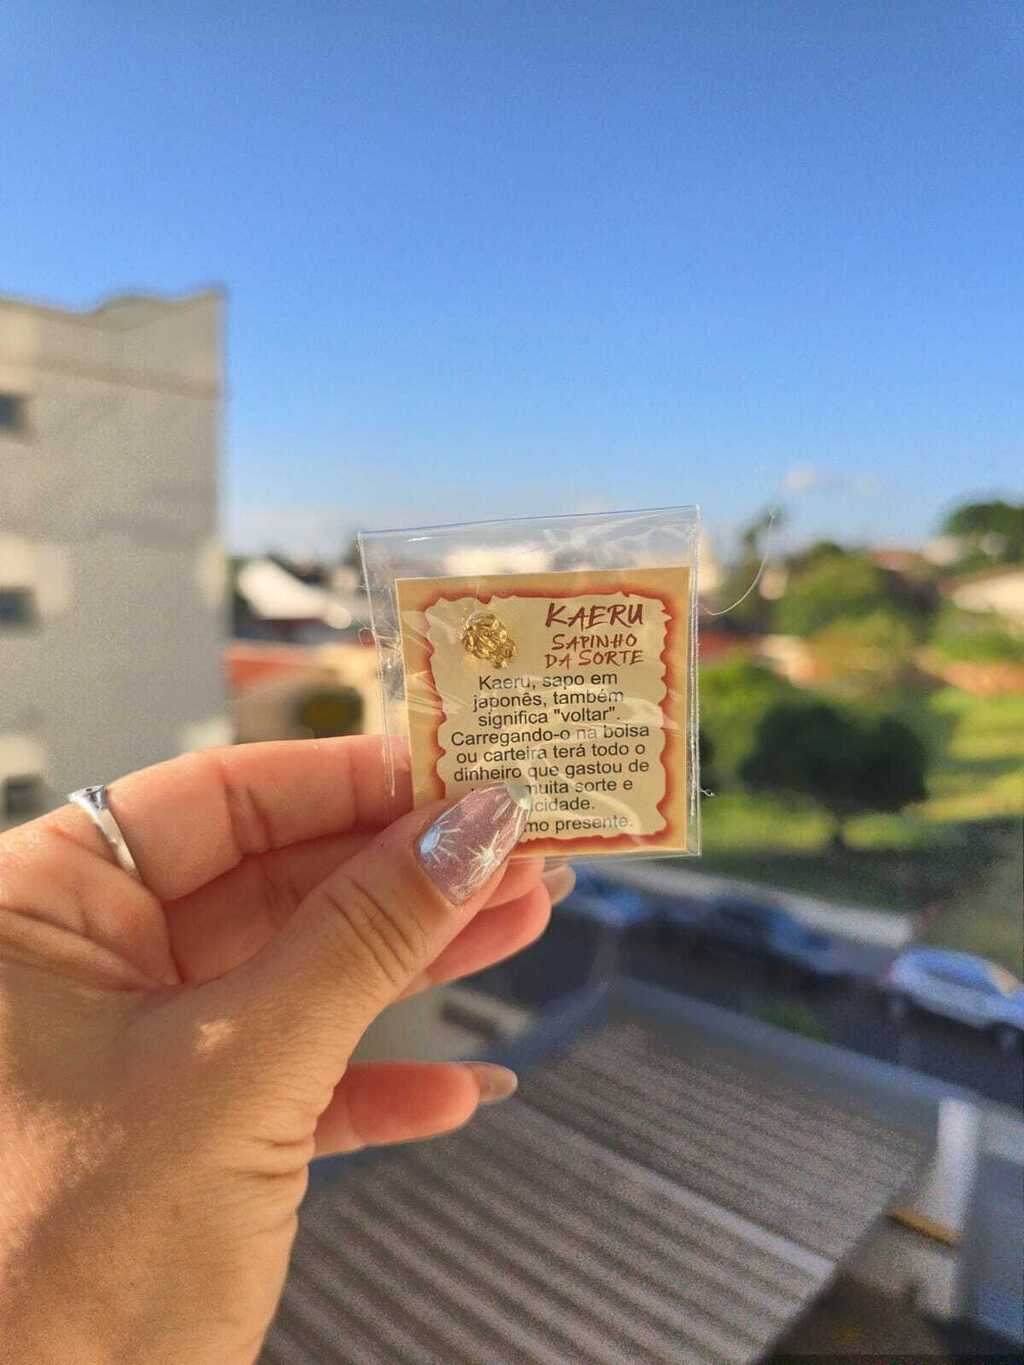 KAERU
SAPINHO
DA SORTE
Kaeru, sapo em
japonês, também
significa "voltar".
Carregando-o na bolsa
ou carteira terá todo o
dinheiro que gastou de
muita sorte e
presente.